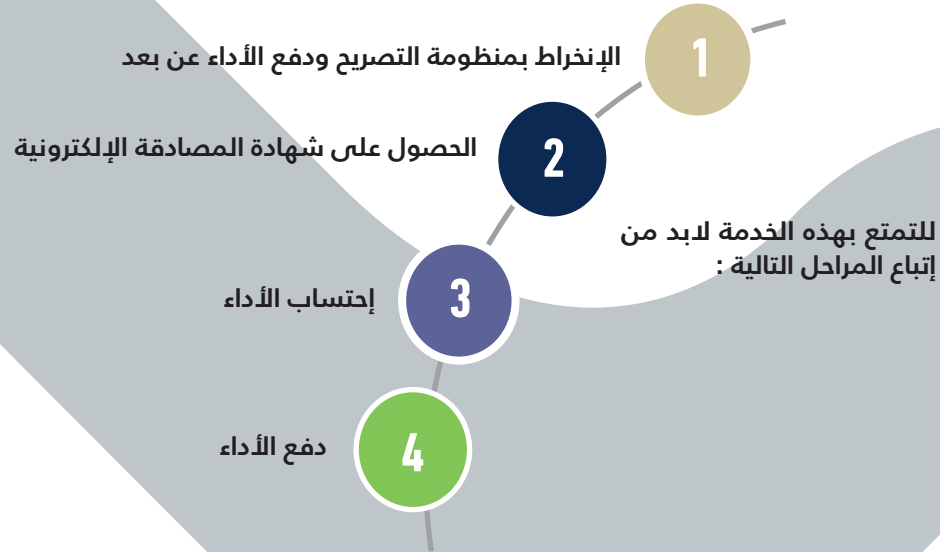 للتمتع بهذه الخدمة لابد من
إتباع المراحل التالية :
1
الإنخراط بمنظومة التصريح ودفع الأداء عن بعد
2
الحصول على شهادة المصادقة الإلكترونية
3
إحتساب الأداء
4
دفع الأداء